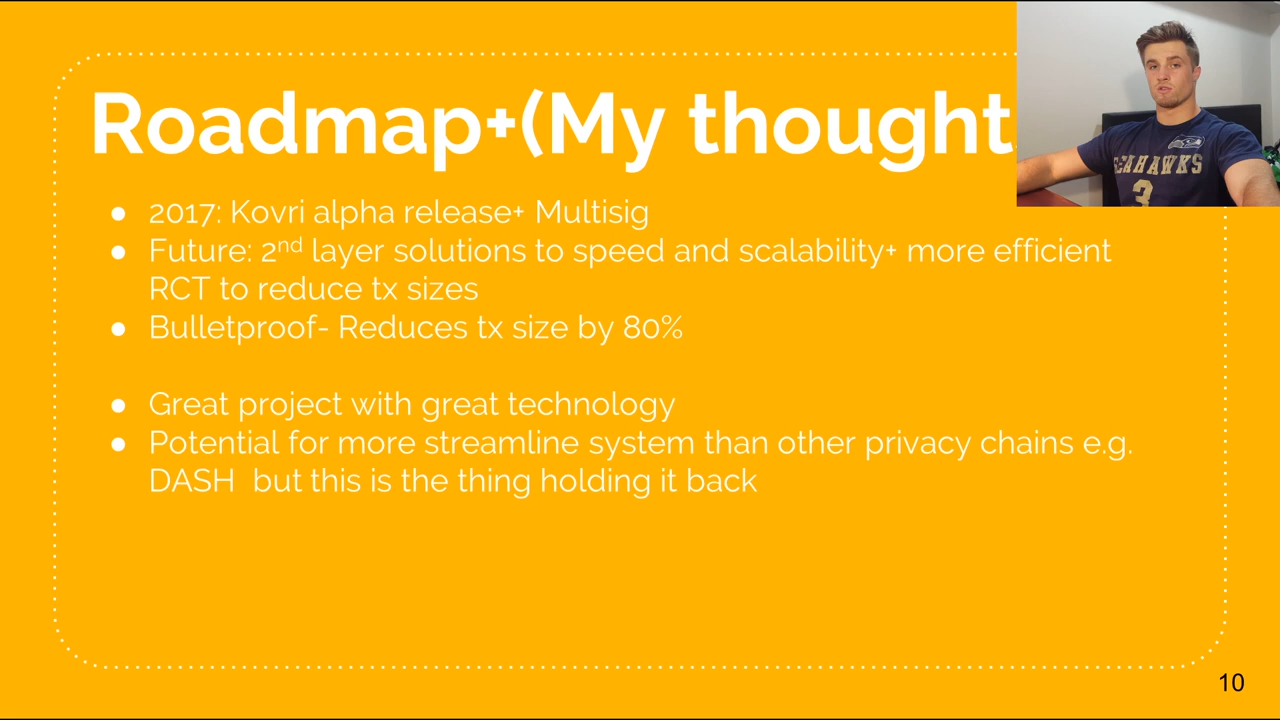 Roadmap+(My thought
2017: Kovri alpha release+ Multisig
Future: 2nd layer solutions to speed and scalability+ more efficient
RCT to reduce tx sizes
Bulletproof- Reduces tx size by 80%
Great project with great technology
Potential for more streamline system than other privacy chains e.g.
DASH but this is the thing holding it back
SEAHAWKS
3
10